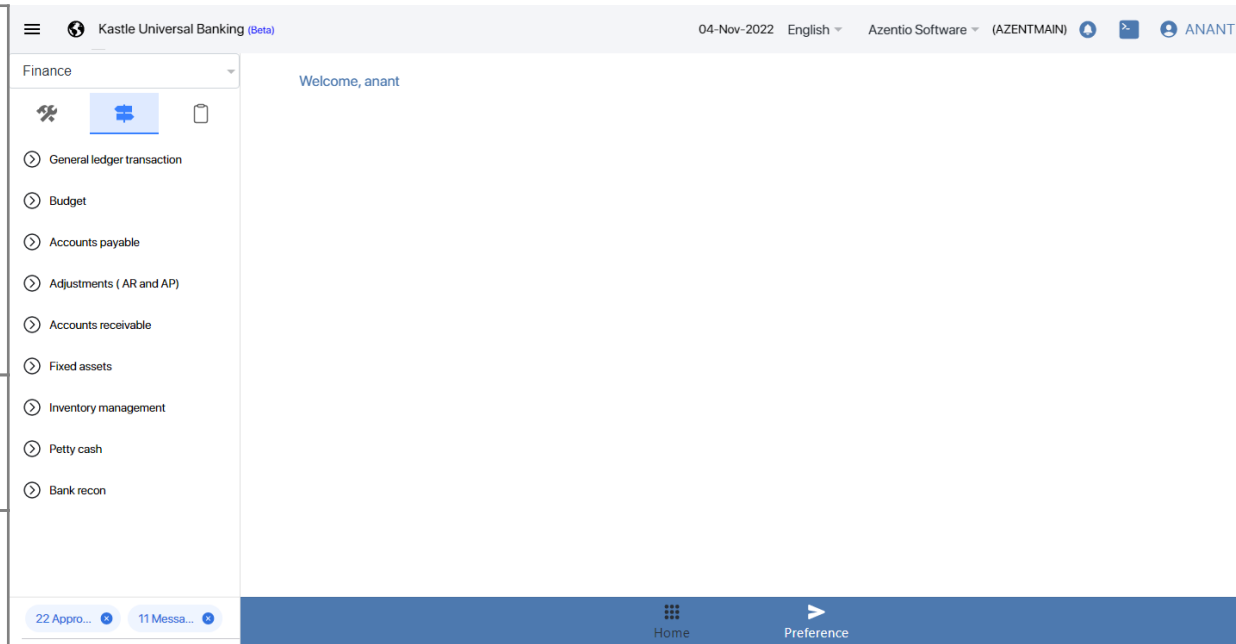 Kastle Universal Banking (Beta) 04-Nov-2022 English Azentio Software (AZENTMAIN) ANANT
Finance
Welcome, anant
General ledger transaction
Budget
Accounts payable
Adjustments ( AR and AP)
Accounts receivable
Fixed assets
Inventory management
Petty cash
Bank recon
22 Appro... 11 Messa...
Home Preference